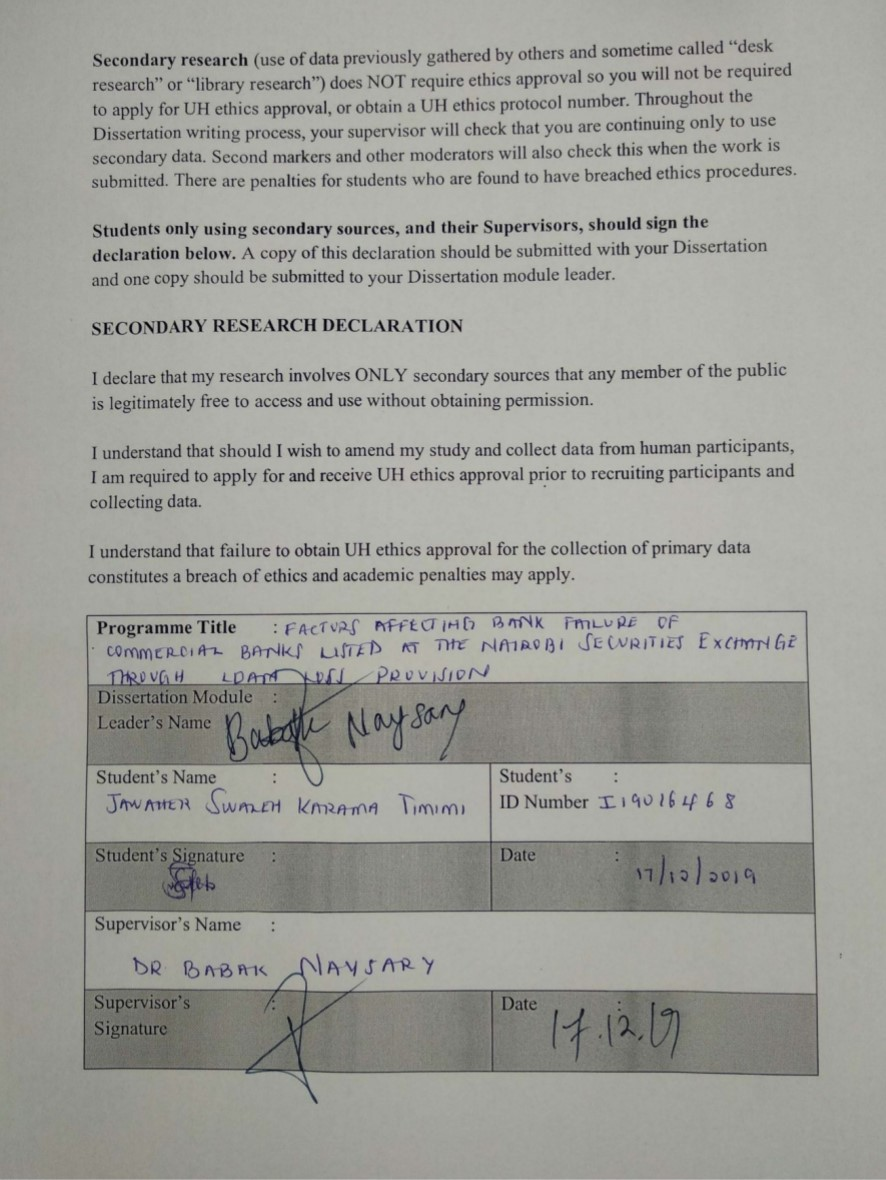 Secondary research (use of data previously gathered by others and sometime called “desk
research” or “library research”) does NOT require ethics approval so you will not be required
to apply for UH ethics approval, or obtain a UH ethics protocol number. Throughout the
Dissertation writing process, your supervisor will check that you are continuing only to use
secondary data. Second markers and other moderators will also check this when the work is
submitted. There are penalties for students who are found to have breached ethics procedures.
Students only using secondary sources, and their Supervisors, should sign the
declaration below. A copy of this declaration should be submitted with your Dissertation
and one copy should be submitted to your Dissertation module leader.
SECONDARY RESEARCH DECLARATION
I declare that my research involves ONLY secondary sources that any member of the public
is legitimately free to access and use without obtaining permission.
I understand that should I wish to amend my study and collect data from human participants,
I am required to apply for and receive UH ethics approval prior to recruiting participants and
collecting data.
I understand that failure to obtain UH ethics approval for the collection of primary data
constitutes a breach of ethics and academic penalties may apply.
Programme Title : FACTORS AFFECTING BANK FAILURE OF
COMMERCIAL BANKS LISTED AT THE NAIROBI SECURITIES EXCHANGE
THROUGH LOSS PROVISION
Dissertation Module :
Leader's Name Babak Naysary
Student's Name :
JAWAHER SWALEH KARAMA TIMIMI
Student's :
ID Number I19016468
Student's Signature :
Date : 17/12/2019
Supervisor's Name :
DR BABAK NAYSARY
Supervisor's :
Signature
Date : 17.12.19